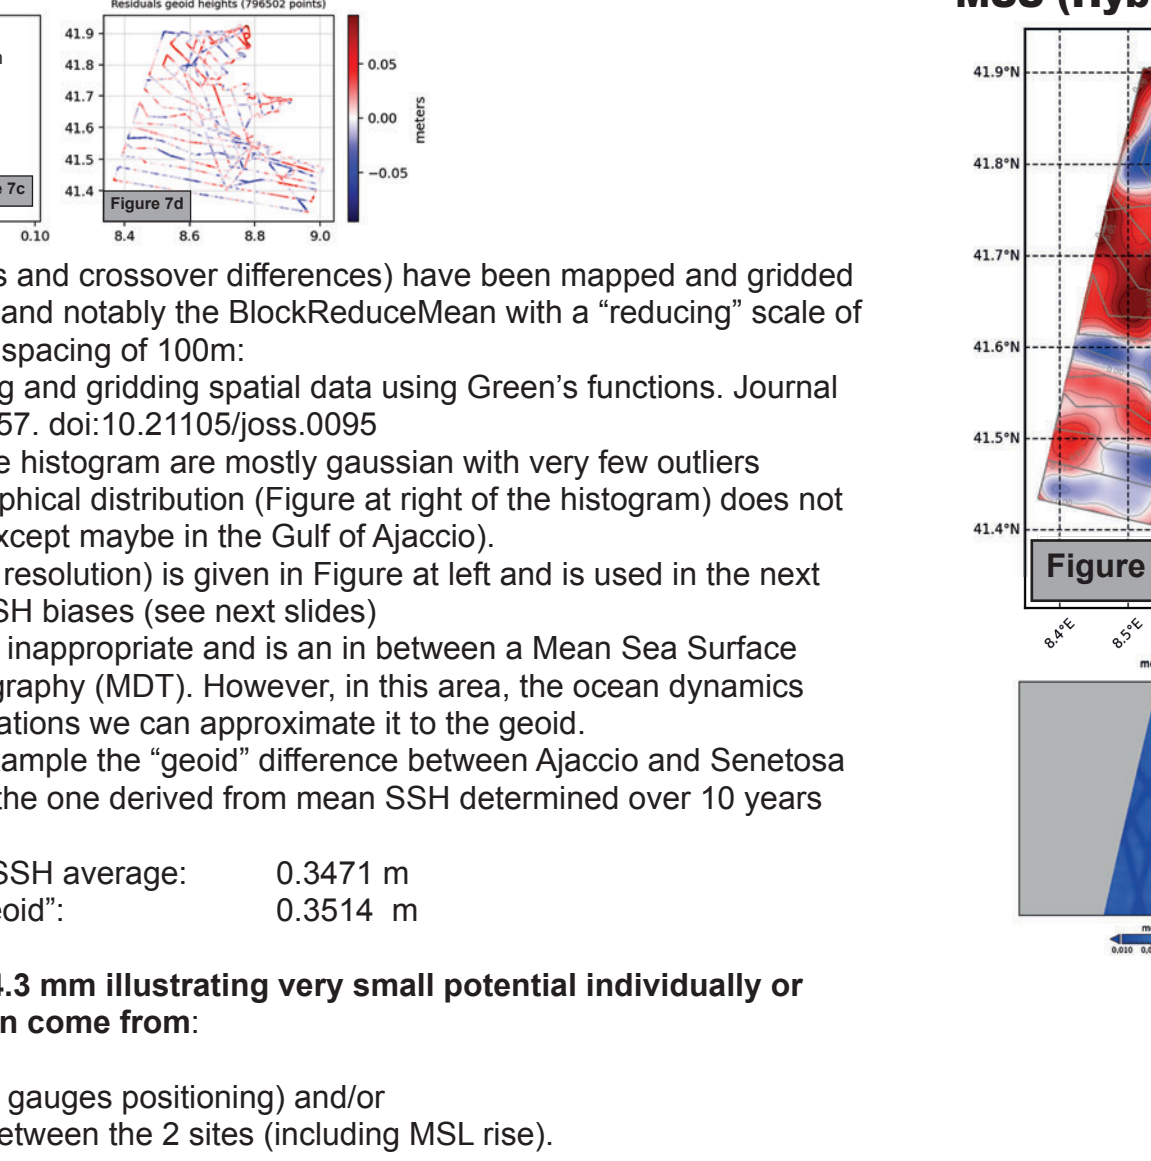 Residuals geoid heights (796502 points)
41.9
41.8
41.7
41.6
41.5
41.4
Figure 7d
8.4
8.6
8.8
9.0
0.05
0.00
−0.05
meters
7c
0.10
s and crossover differences) have been mapped and gridded
and notably the BlockReduceMean with a “reducing” scale of
spacing of 100m:
g and gridding spatial data using Green’s functions. Journal
57. doi:10.21105/joss.0095
e histogram are mostly gaussian with very few outliers
phical distribution (Figure at right of the histogram) does not
xcept maybe in the Gulf of Ajaccio).
resolution) is given in Figure at left and is used in the next
SH biases (see next slides)
inappropriate and is an in between a Mean Sea Surface
graphy (MDT). However, in this area, the ocean dynamics
ations we can approximate it to the geoid.
ample the “geoid” difference between Ajaccio and Senetosa
the one derived from mean SSH determined over 10 years
SSH average: 0.3471 m
eoid”: 0.3514 m
4.3 mm illustrating very small potential individually or
n come from:
gauges positioning) and/or
etween the 2 sites (including MSL rise).
41.9°N
41.8°N
41.7°N
41.6°N
41.5°N
41.4°N
Figure
8.4°E
8.5°E
0,010